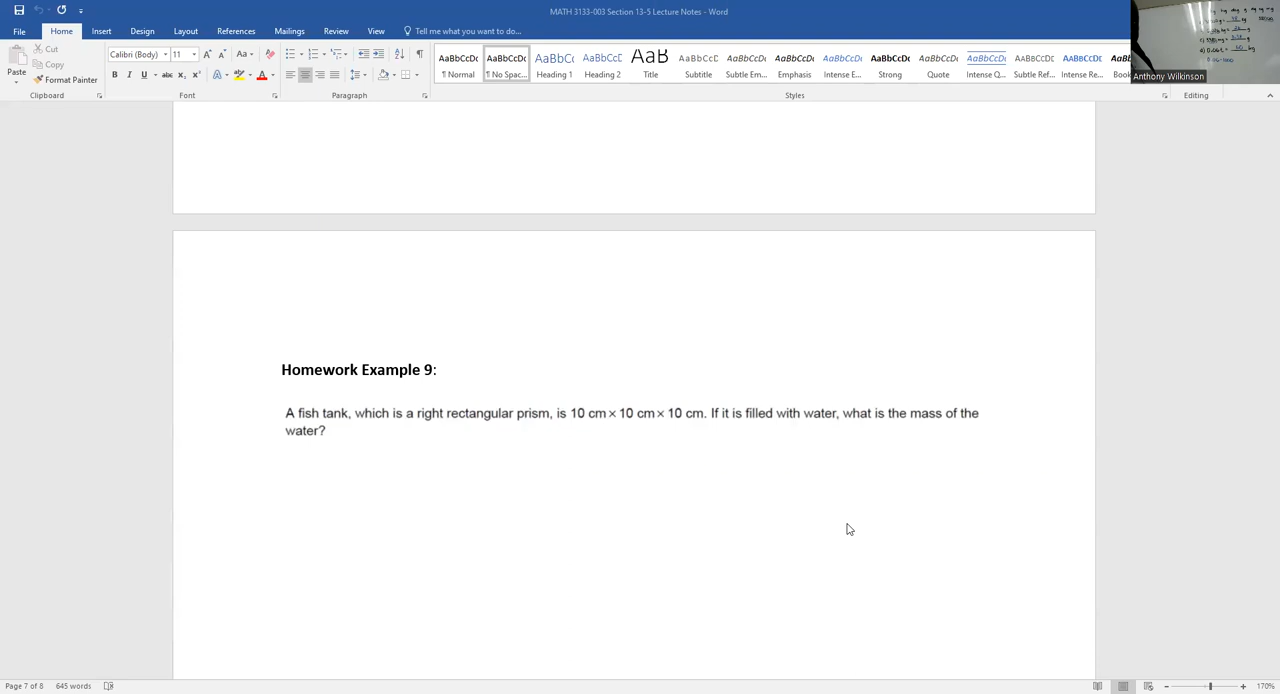 MATH 3133-003 Section 13-5 Lecture Notes - Word
File Home Insert Design Layout References Mailings Review View Tell me what you want to do...
Paste
Cut
Copy
Format Painter
Clipboard
Calibri (Body) 11
Font
Paragraph
AaBbCcDc AaBbCcDc AaBbCc AaBbCcD AaB AaBbCcD AaBbCcDc AaBbCcDc AaBbCcDc AaBbCcDc AaBbCcDc AaBbCcDc AaBbCcDc AaBbCcDc
¶ Normal ¶ No Spac... Heading 1 Heading 2 Title Subtitle Subtle Em... Emphasis Intense E... Strong Quote Intense Q... Subtle Ref... Intense Re... Book
Styles
Editing
Anthony Wilkinson
Homework Example 9:
A fish tank, which is a right rectangular prism, is 10 cm × 10 cm × 10 cm. If it is filled with water, what is the mass of the
water?
Page 7 of 8 645 words
170%